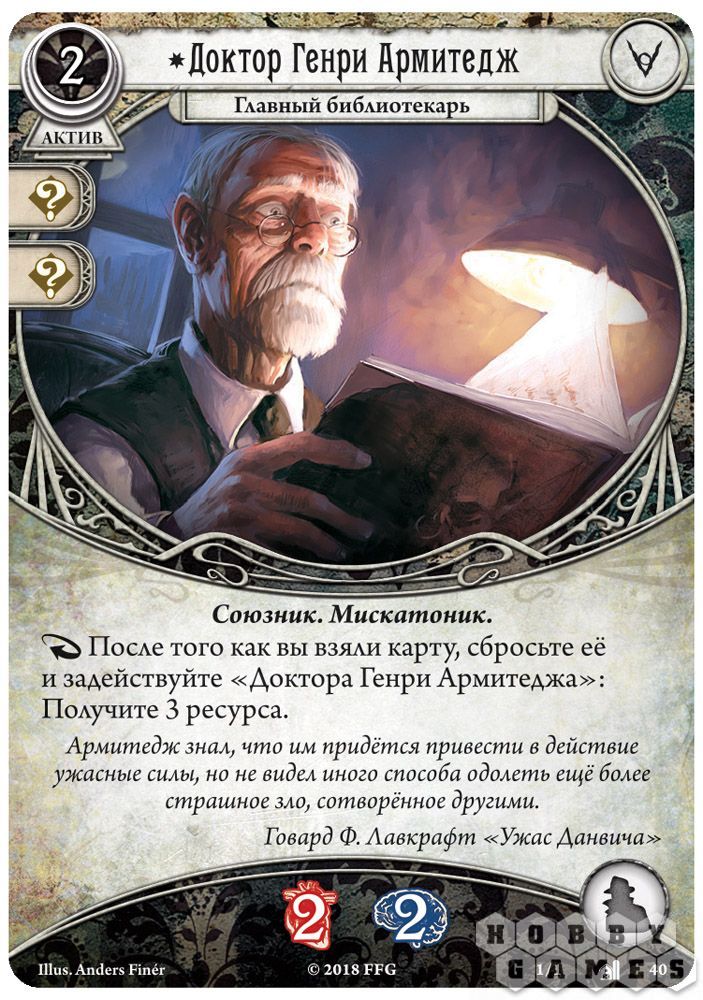 2
Доктор Генри Армитедж
АКТИВ
Главный библиотекарь
?
?
Союзник. Мискатоник.
После того как вы взяли карту, сбросьте её
и задействуйте «Доктора Генри Армитеджа»:
Получите 3 ресурса.
Армитедж знал, что им придётся привести в действие
ужасные силы, но не видел иного способа одолеть ещё более
страшное зло, сотворённое другими.
Говард Ф. Лавкрафт «Ужас Данвича»
2 2
HOBBY
GAMES
Illus. Anders Finér © 2018 FFG 40